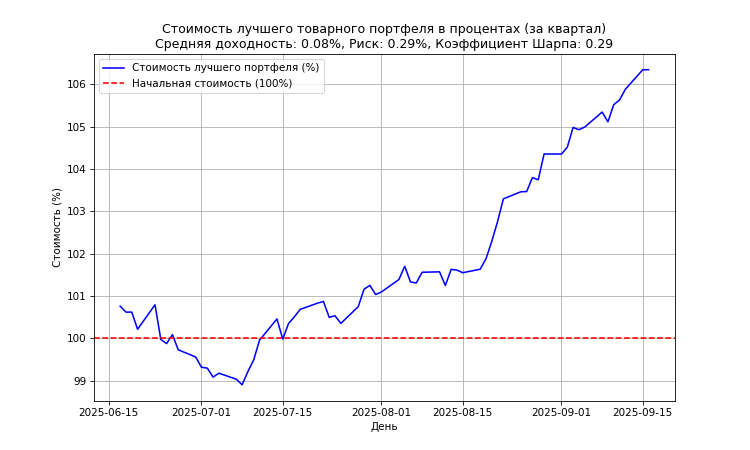 Стоимость лучшего товарного портфеля в процентах (за квартал)
Средняя доходность: 0.08%, Риск: 0.29%, Коэффициент Шарпа: 0.29
Стоимость лучшего портфеля (%)
Начальная стоимость (100%)
Стоимость (%)
106
105
104
103
102
101
100
99
2025-06-15
2025-07-01
2025-07-15
2025-08-01
2025-08-15
2025-09-01
2025-09-15
День